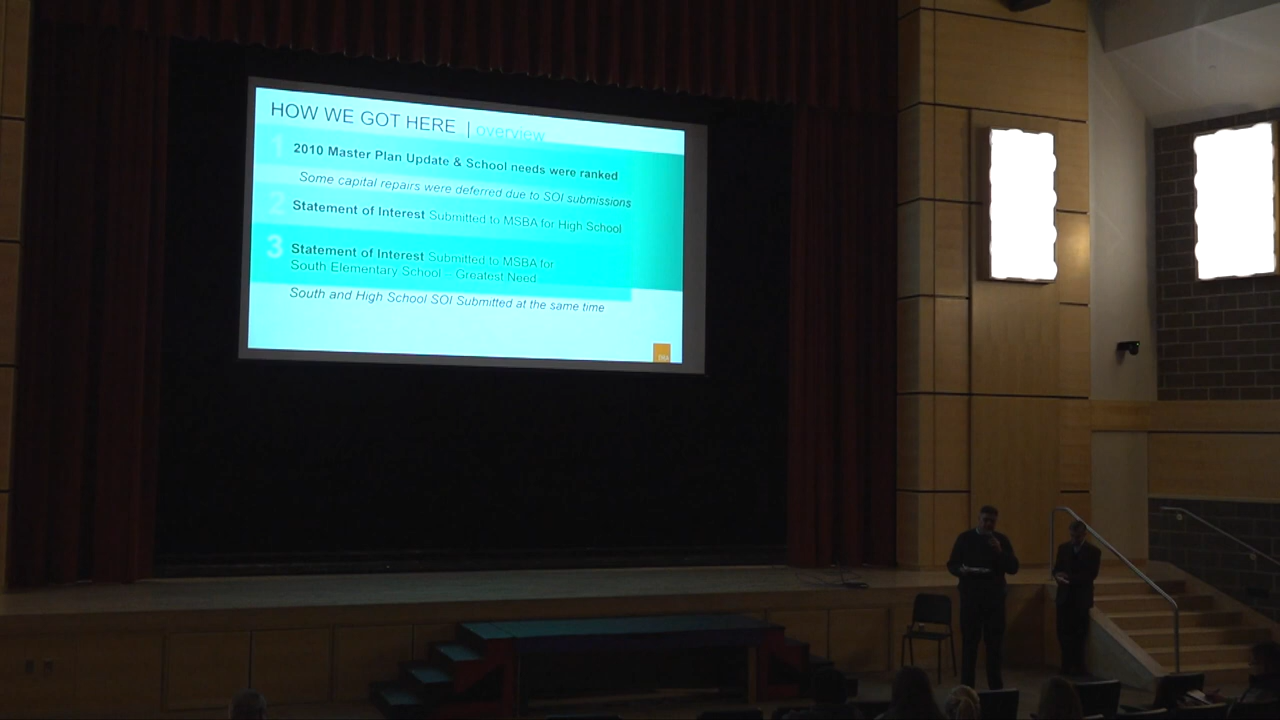 HOW WE GOT HERE | overview
1 2010 Master Plan Update & School needs were ranked
Some capital repairs were deferred due to SOI submissions
2 Statement of Interest Submitted to MSBA for High School
3 Statement of Interest Submitted to MSBA for
South Elementary School – Greatest Need
South and High School SOI Submitted at the same time